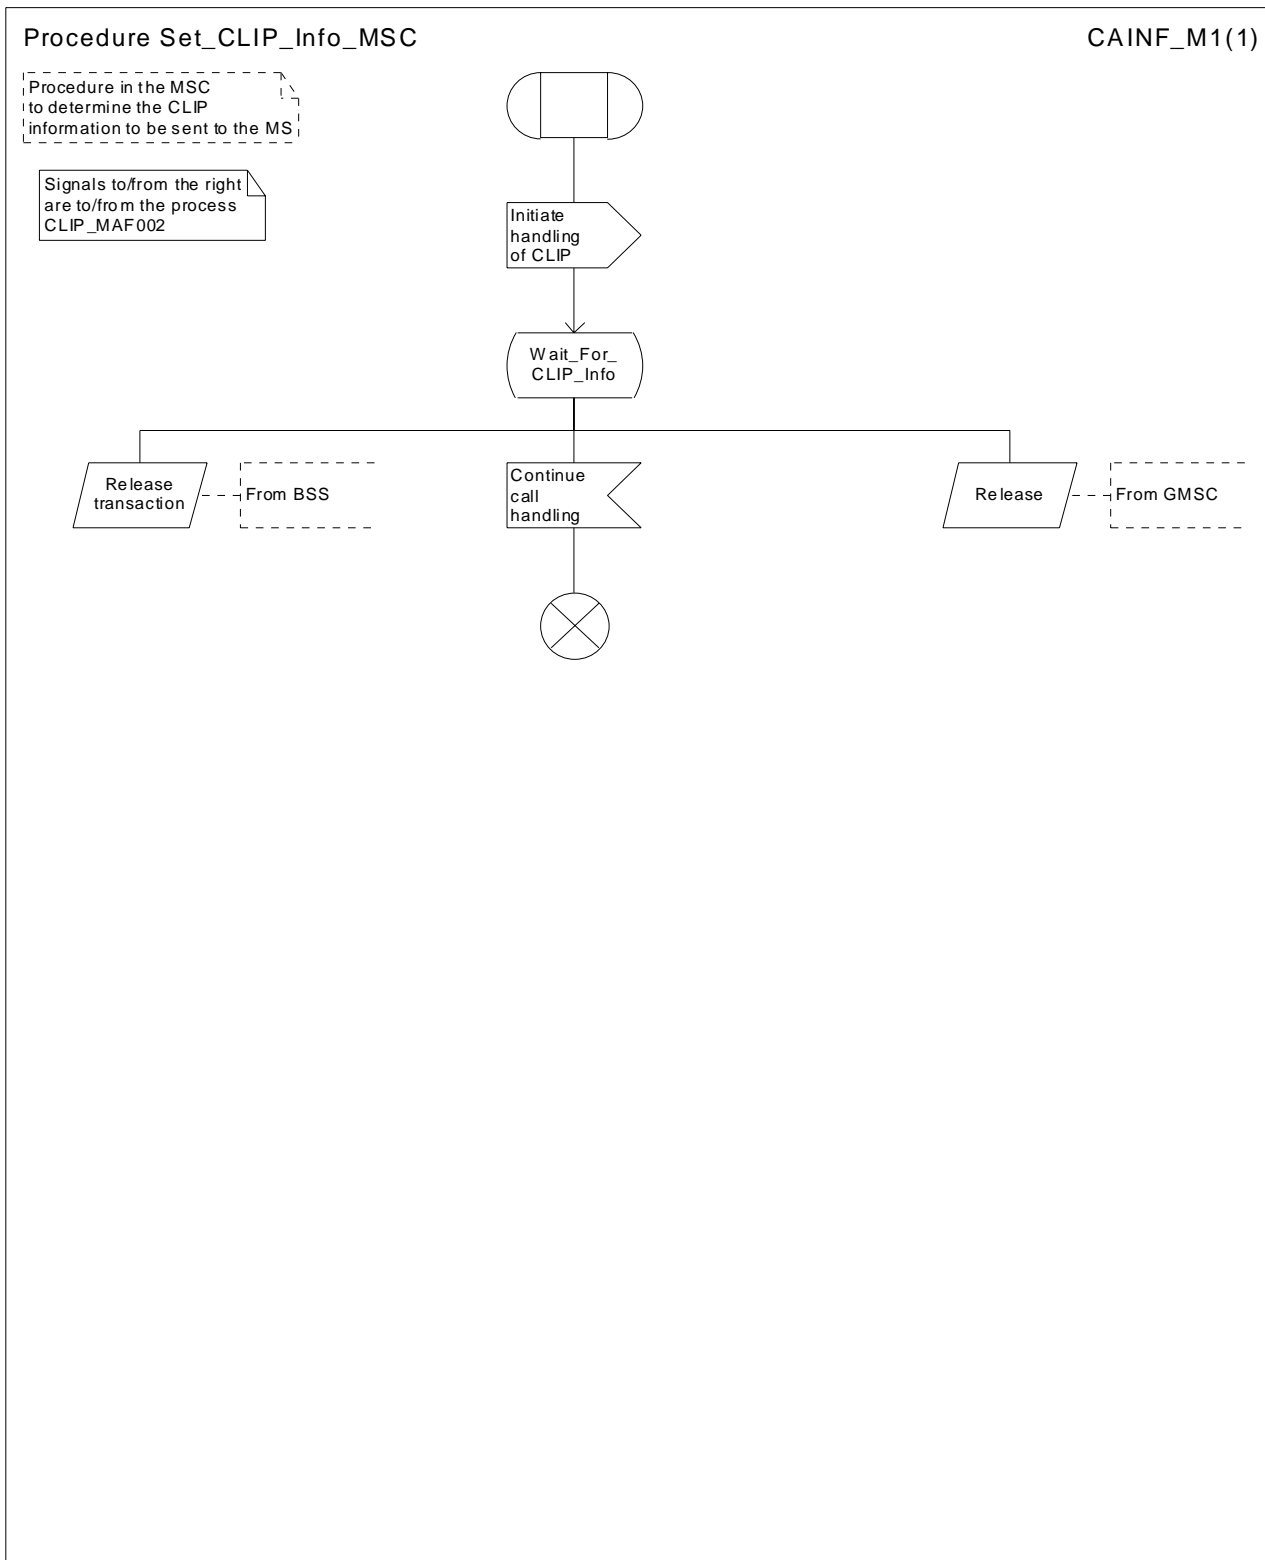 Procedure Set_CLIP_Info_MSC
CAINF_M1(1)
Procedure in the MSC
to determine the CLIP
information to be sent to the MS
Signals to/from the right
are to/from the process
CLIP_MAF002
Initiate
handling
of CLIP
Wait_For_
CLIP_Info
Release
transaction
From BSS
Continue
call
handling
Release
From GMSC